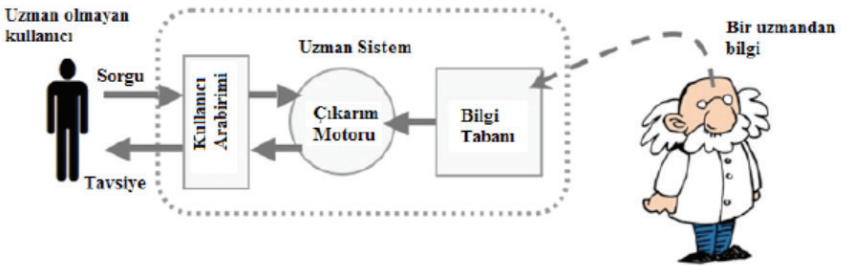 Uzman olmayan
kullanıcı
Sorgu
Tavsiye
Kullanıcı
Arabirimi
Uzman Sistem
Çıkarım
Motoru
Bilgi
Tabanı
Bir uzmandan
bilgi